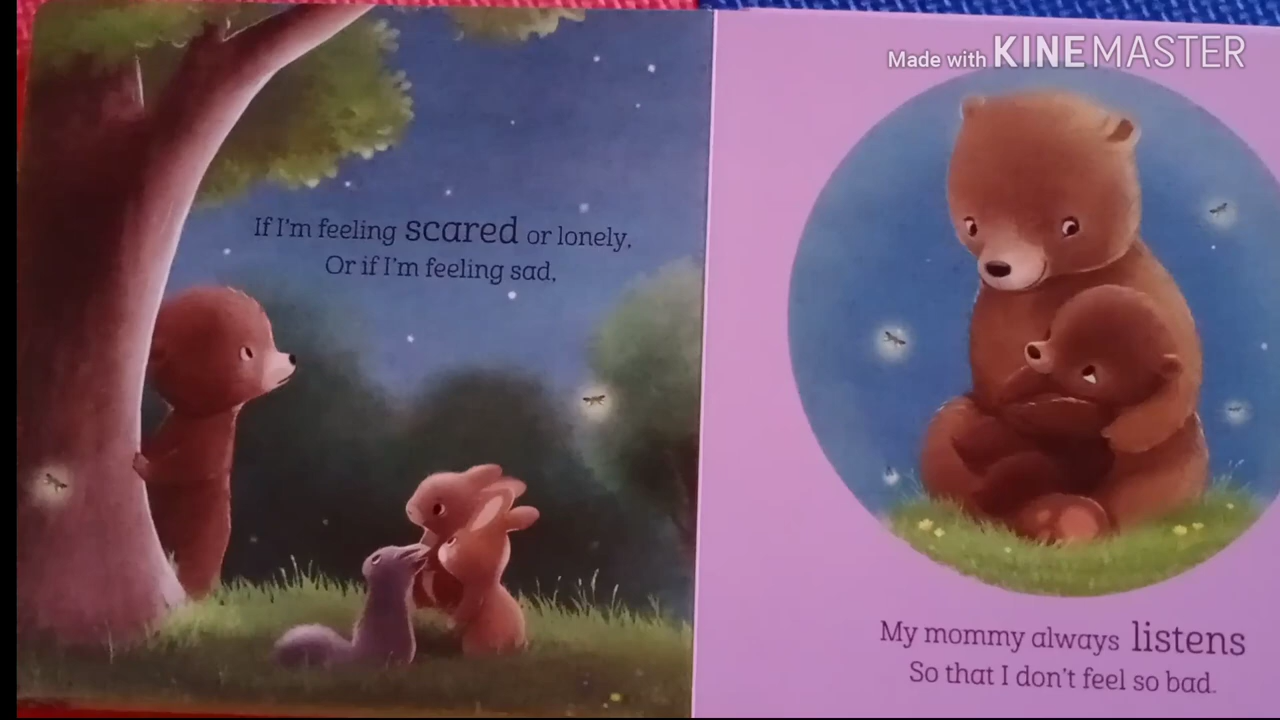 Made with KINEMASTER
If I'm feeling scared or lonely,
Or if I'm feeling sad,
My mommy always listens
So that I don't feel so bad.